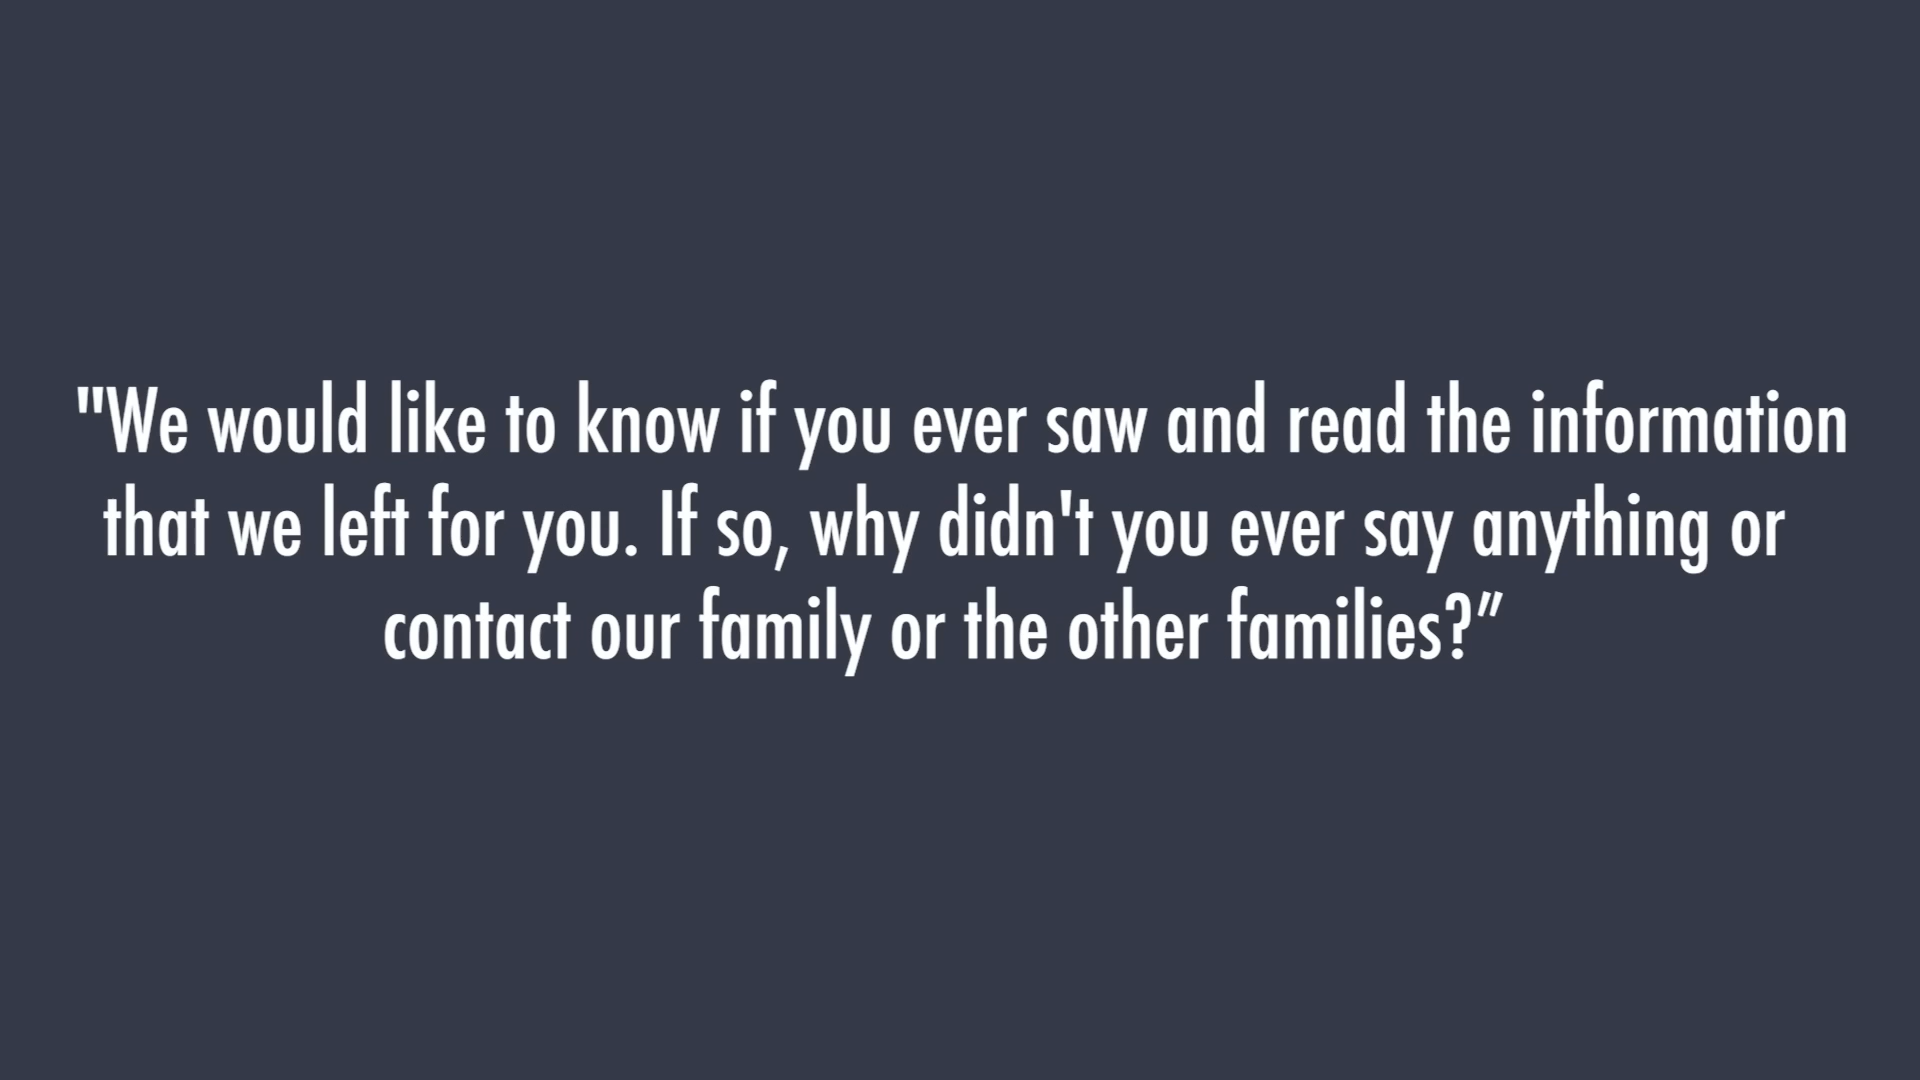 "We would like to know if you ever saw and read the information
that we left for you. If so, why didn't you ever say anything or
contact our family or the other families?”